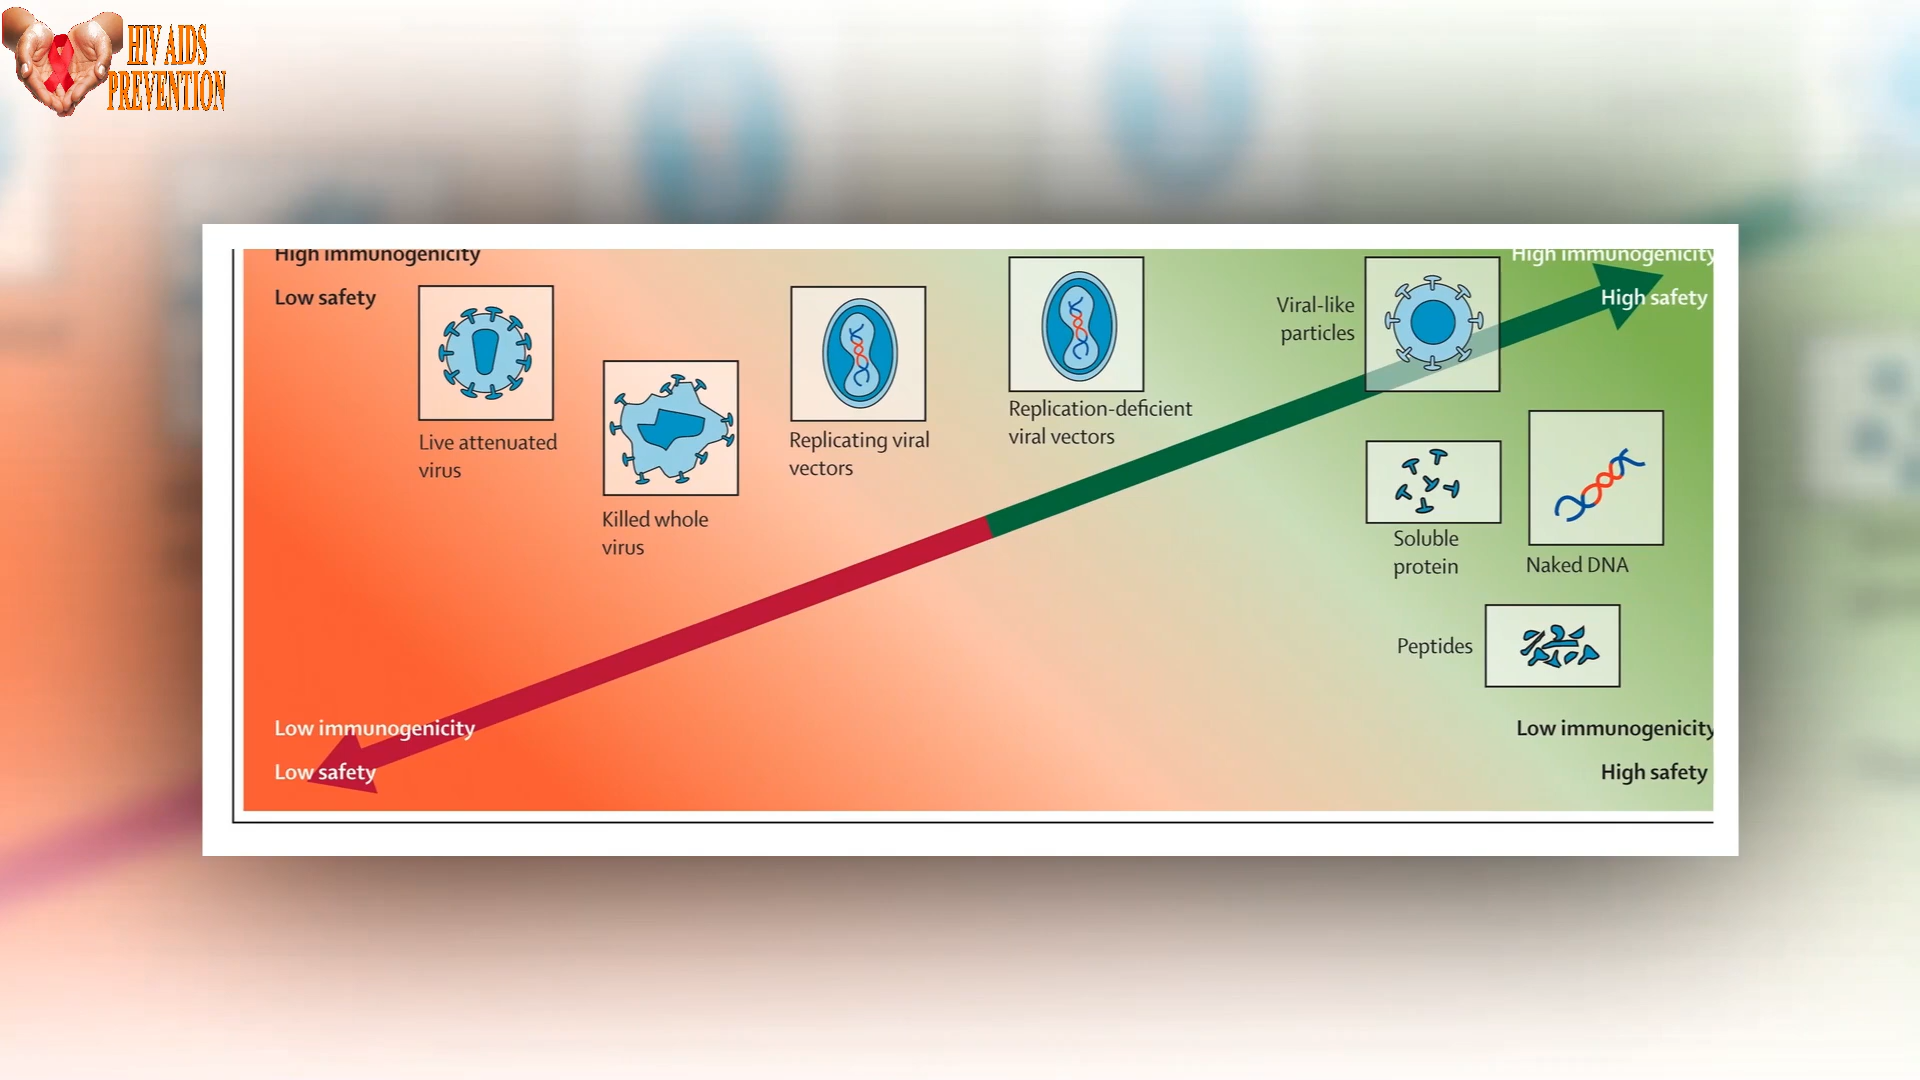 HIV AIDS
PREVENTION
High immunogenicity
Low safety
High immunogenicity
High safety
Live attenuated
virus
Killed whole
virus
Replicating viral
vectors
Replication-deficient
viral vectors
Viral-like
particles
Soluble
protein
Naked DNA
Peptides
Low immunogenicity
Low safety
Low immunogenicity
High safety